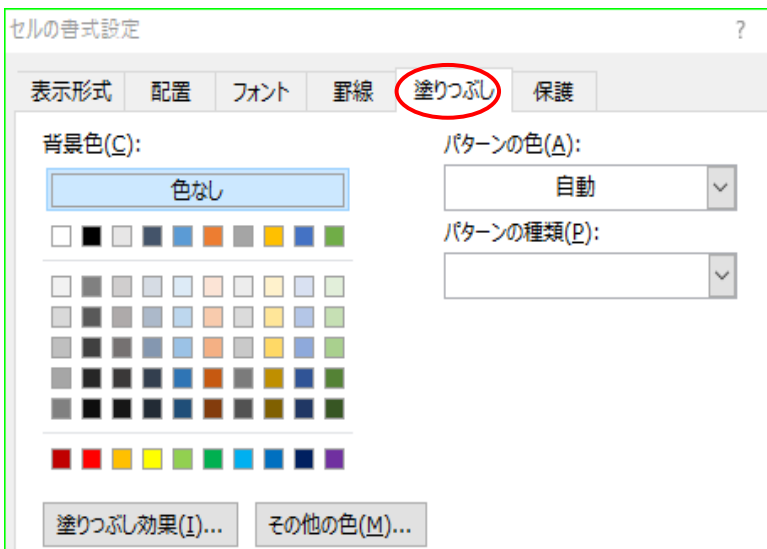 セルの書式設定 ?
表示形式 配置 フォント 罫線 塗りつぶし 保護
背景色(C): パターンの色(A):
色なし 自動
パターンの種類(P):
塗りつぶし効果(I)... その他の色(M)...